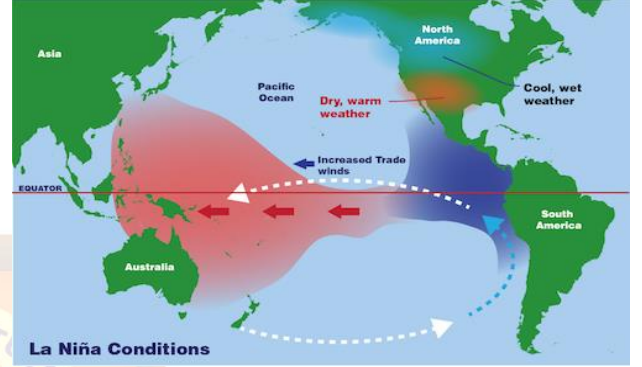 North
America
Asia
Pacific
Ocean
Cool, wet
weather
Dry, warm
weather
Increased Trade
winds
EQUATOR
South
America
Australia
La Niña Conditions